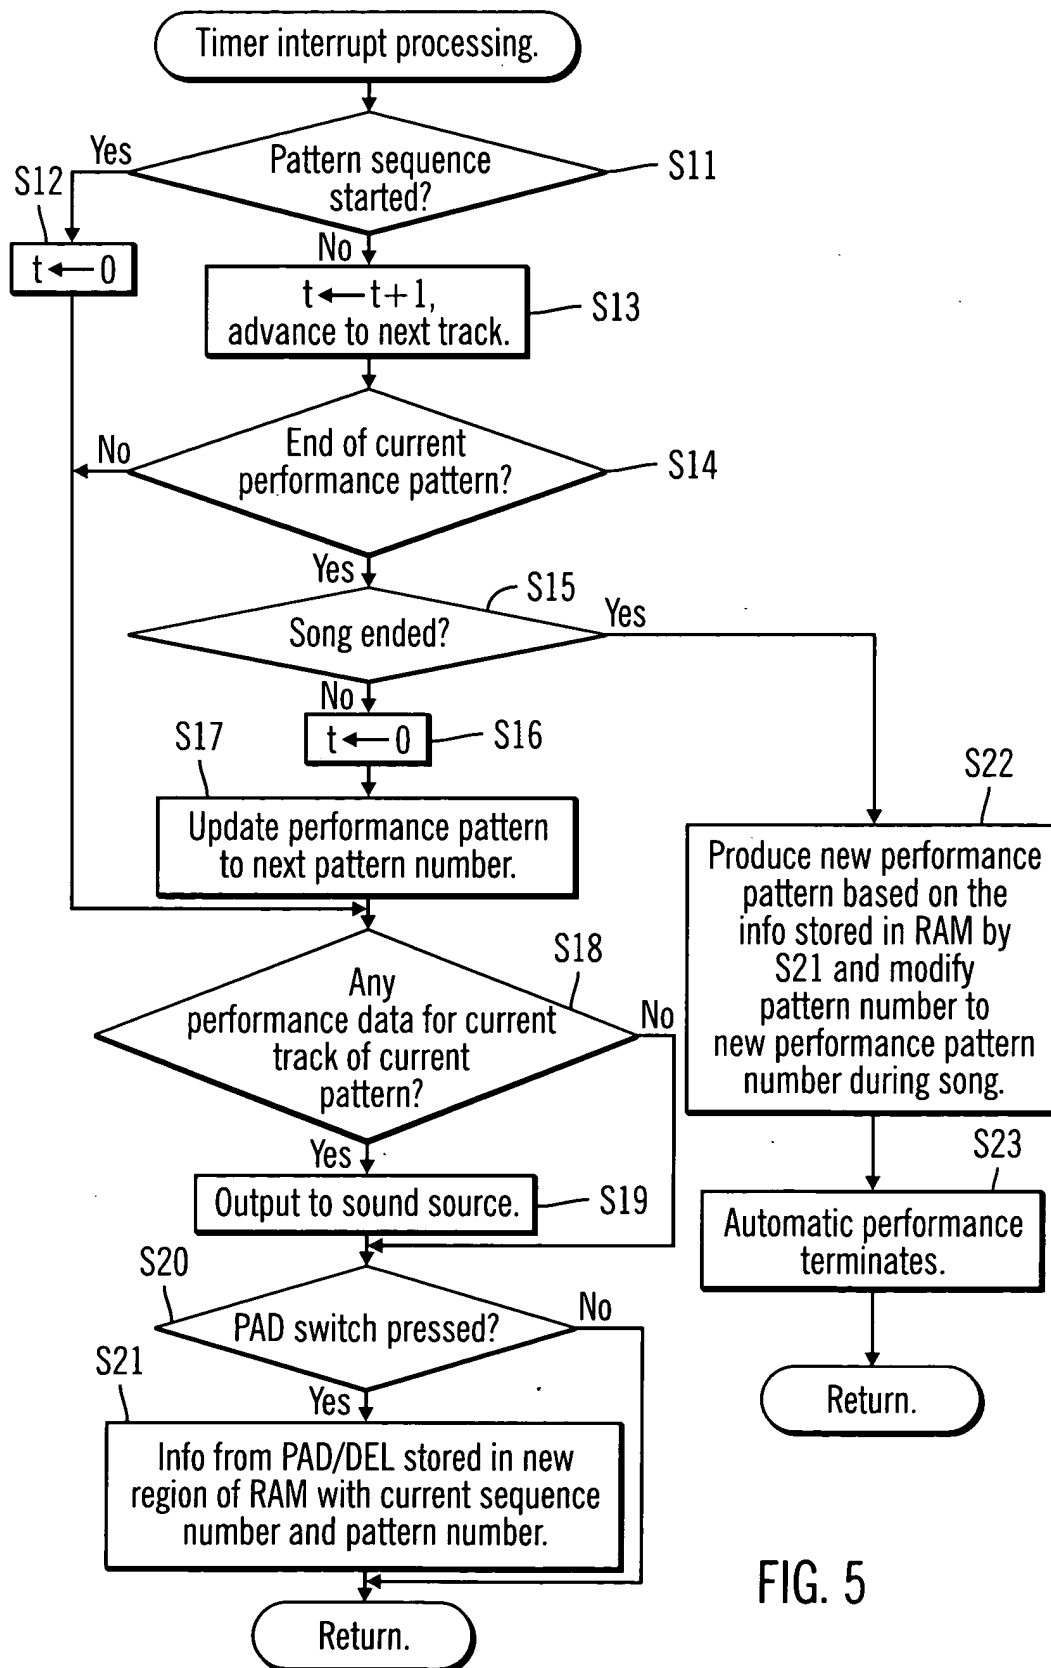 Timer interrupt processing.
Yes
Pattern sequence
started?
S11
S12
t ← 0
No
t ← t+1,
advance to next track.
S13
No
End of current
performance pattern?
S14
Yes
S15
Song ended?
Yes
No
t ← 0
S16
S17
Update performance pattern
to next pattern number.
S22
Produce new performance
pattern based on the
info stored in RAM by
S21 and modify
pattern number to
new performance pattern
number during song.
S18
Any
performance data for current
track of current
pattern?
No
Yes
Output to sound source.
S19
S23
Automatic performance
terminates.
Return.
S20
PAD switch pressed?
No
S21
Yes
Info from PAD/DEL stored in new
region of RAM with current sequence
number and pattern number.
Return.
FIG. 5